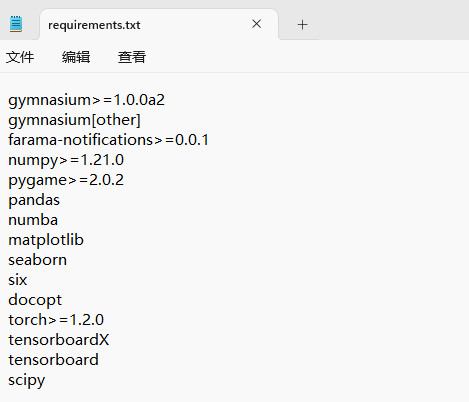 requirements.txt
文件 编辑 查看
gymnasium>=1.0.0a2
gymnasium[other]
farama-notifications>=0.0.1
numpy>=1.21.0
pygame>=2.0.2
pandas
numba
matplotlib
seaborn
six
docopt
torch>=1.2.0
tensorboardX
tensorboard
scipy